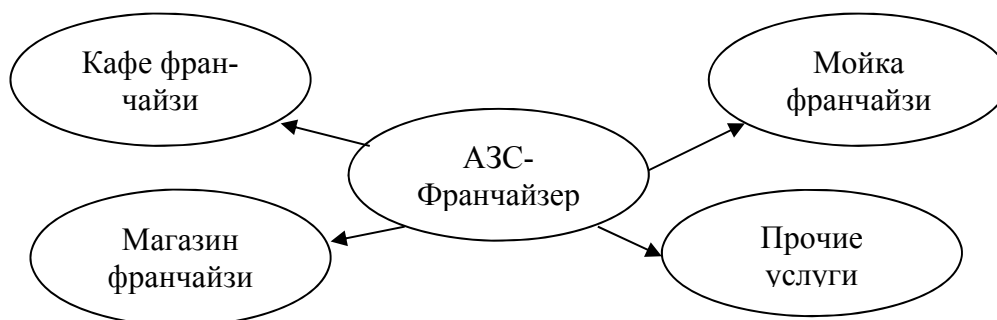 Кафе фран-
чайзи
Мойка
франчайзи
АЗС-
Франчайзер
Магазин
франчайзи
Прочие
услуги